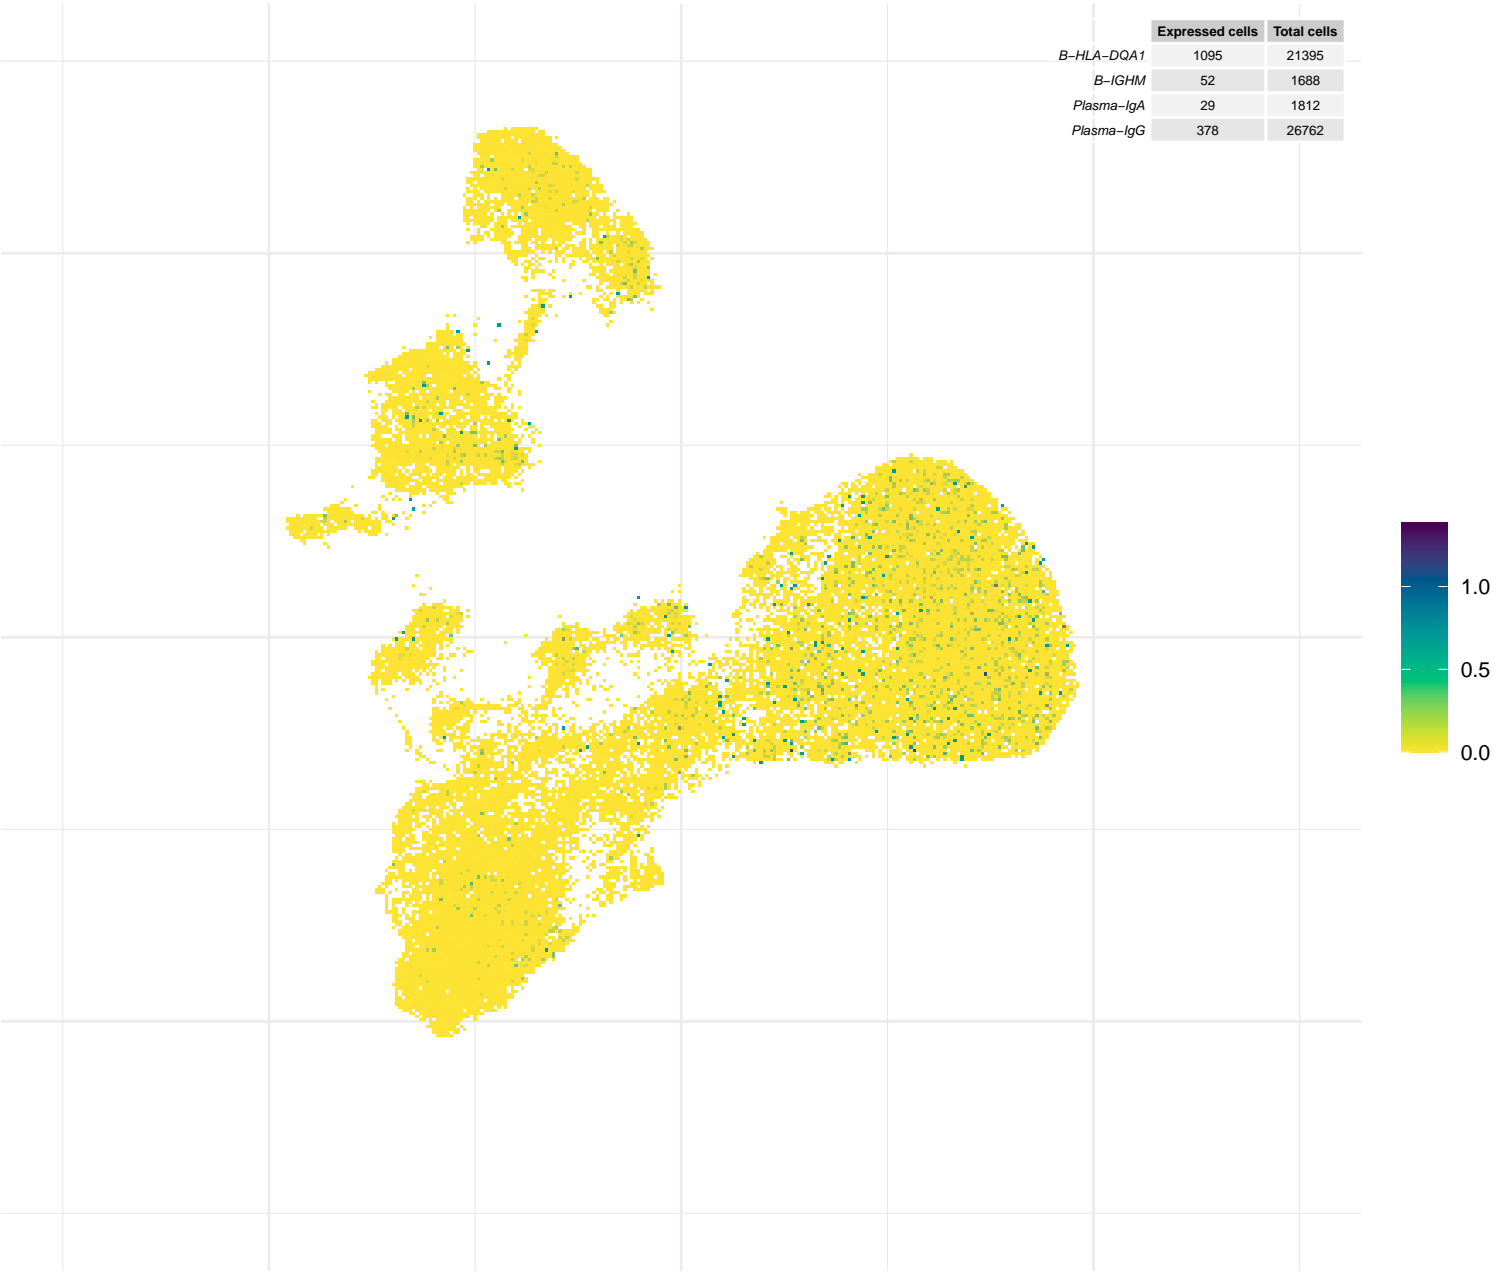 Expressed cells Total cells
B−HLA−DQA1 1095 21395
B−IGHM 52 1688
Plasma−IgA 29 1812
Plasma−IgG 378 26762
1.0
0.5
0.0